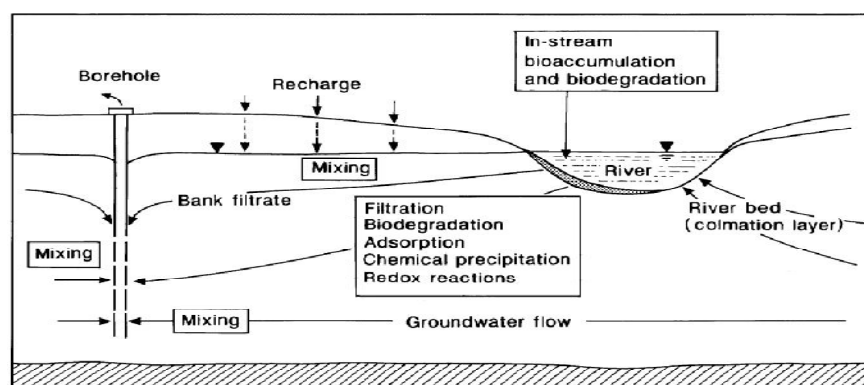 In-stream
bioaccumulation
and biodegradation
Borehole
Recharge
Mixing
River
Bank filtrate
Filtration
Biodegradation
Adsorption
Chemical precipitation
Redox reactions
River bed
(colmation layer)
Mixing
Mixing
Groundwater flow